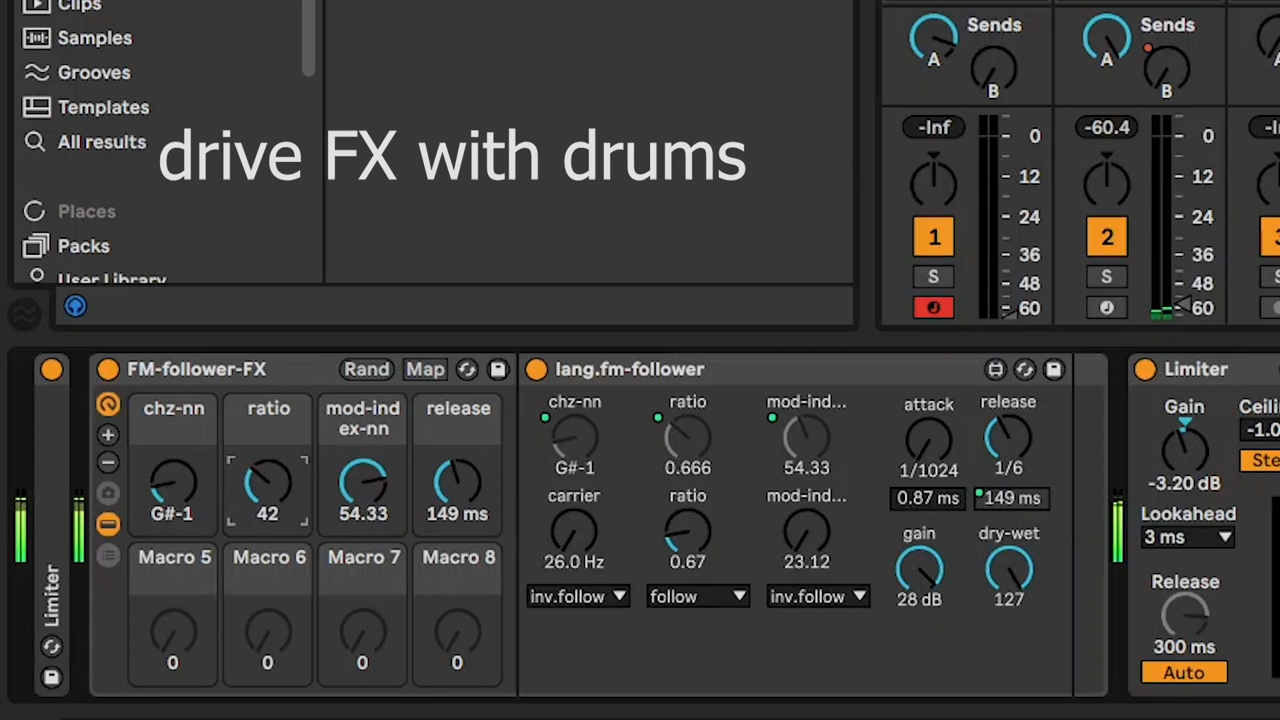 Clips
Samples
Grooves
Templates
All results
drive FX with drums
Places
Packs
User Library
Sends
A
B
Sends
A
B
-Inf
0
12
24
36
48
60
1
S
-60.4
0
12
24
36
48
60
2
S
Limiter
FM-follower-FX
Rand
Map
chz-nn
ratio
mod-ind
ex-nn
release
G#-1
42
54.33
149 ms
Macro 5
Macro 6
Macro 7
Macro 8
0
0
0
0
lang.fm-follower
chz-nn
ratio
mod-ind...
attack
release
G#-1
0.666
54.33
1/1024
1/6
carrier
ratio
mod-ind...
0.87 ms
149 ms
26.0 Hz
0.67
23.12
gain
dry-wet
28 dB
127
inv.follow
follow
inv.follow
Limiter
Gain
-3.20 dB
Lookahead
3 ms
Release
300 ms
Auto
-1.0